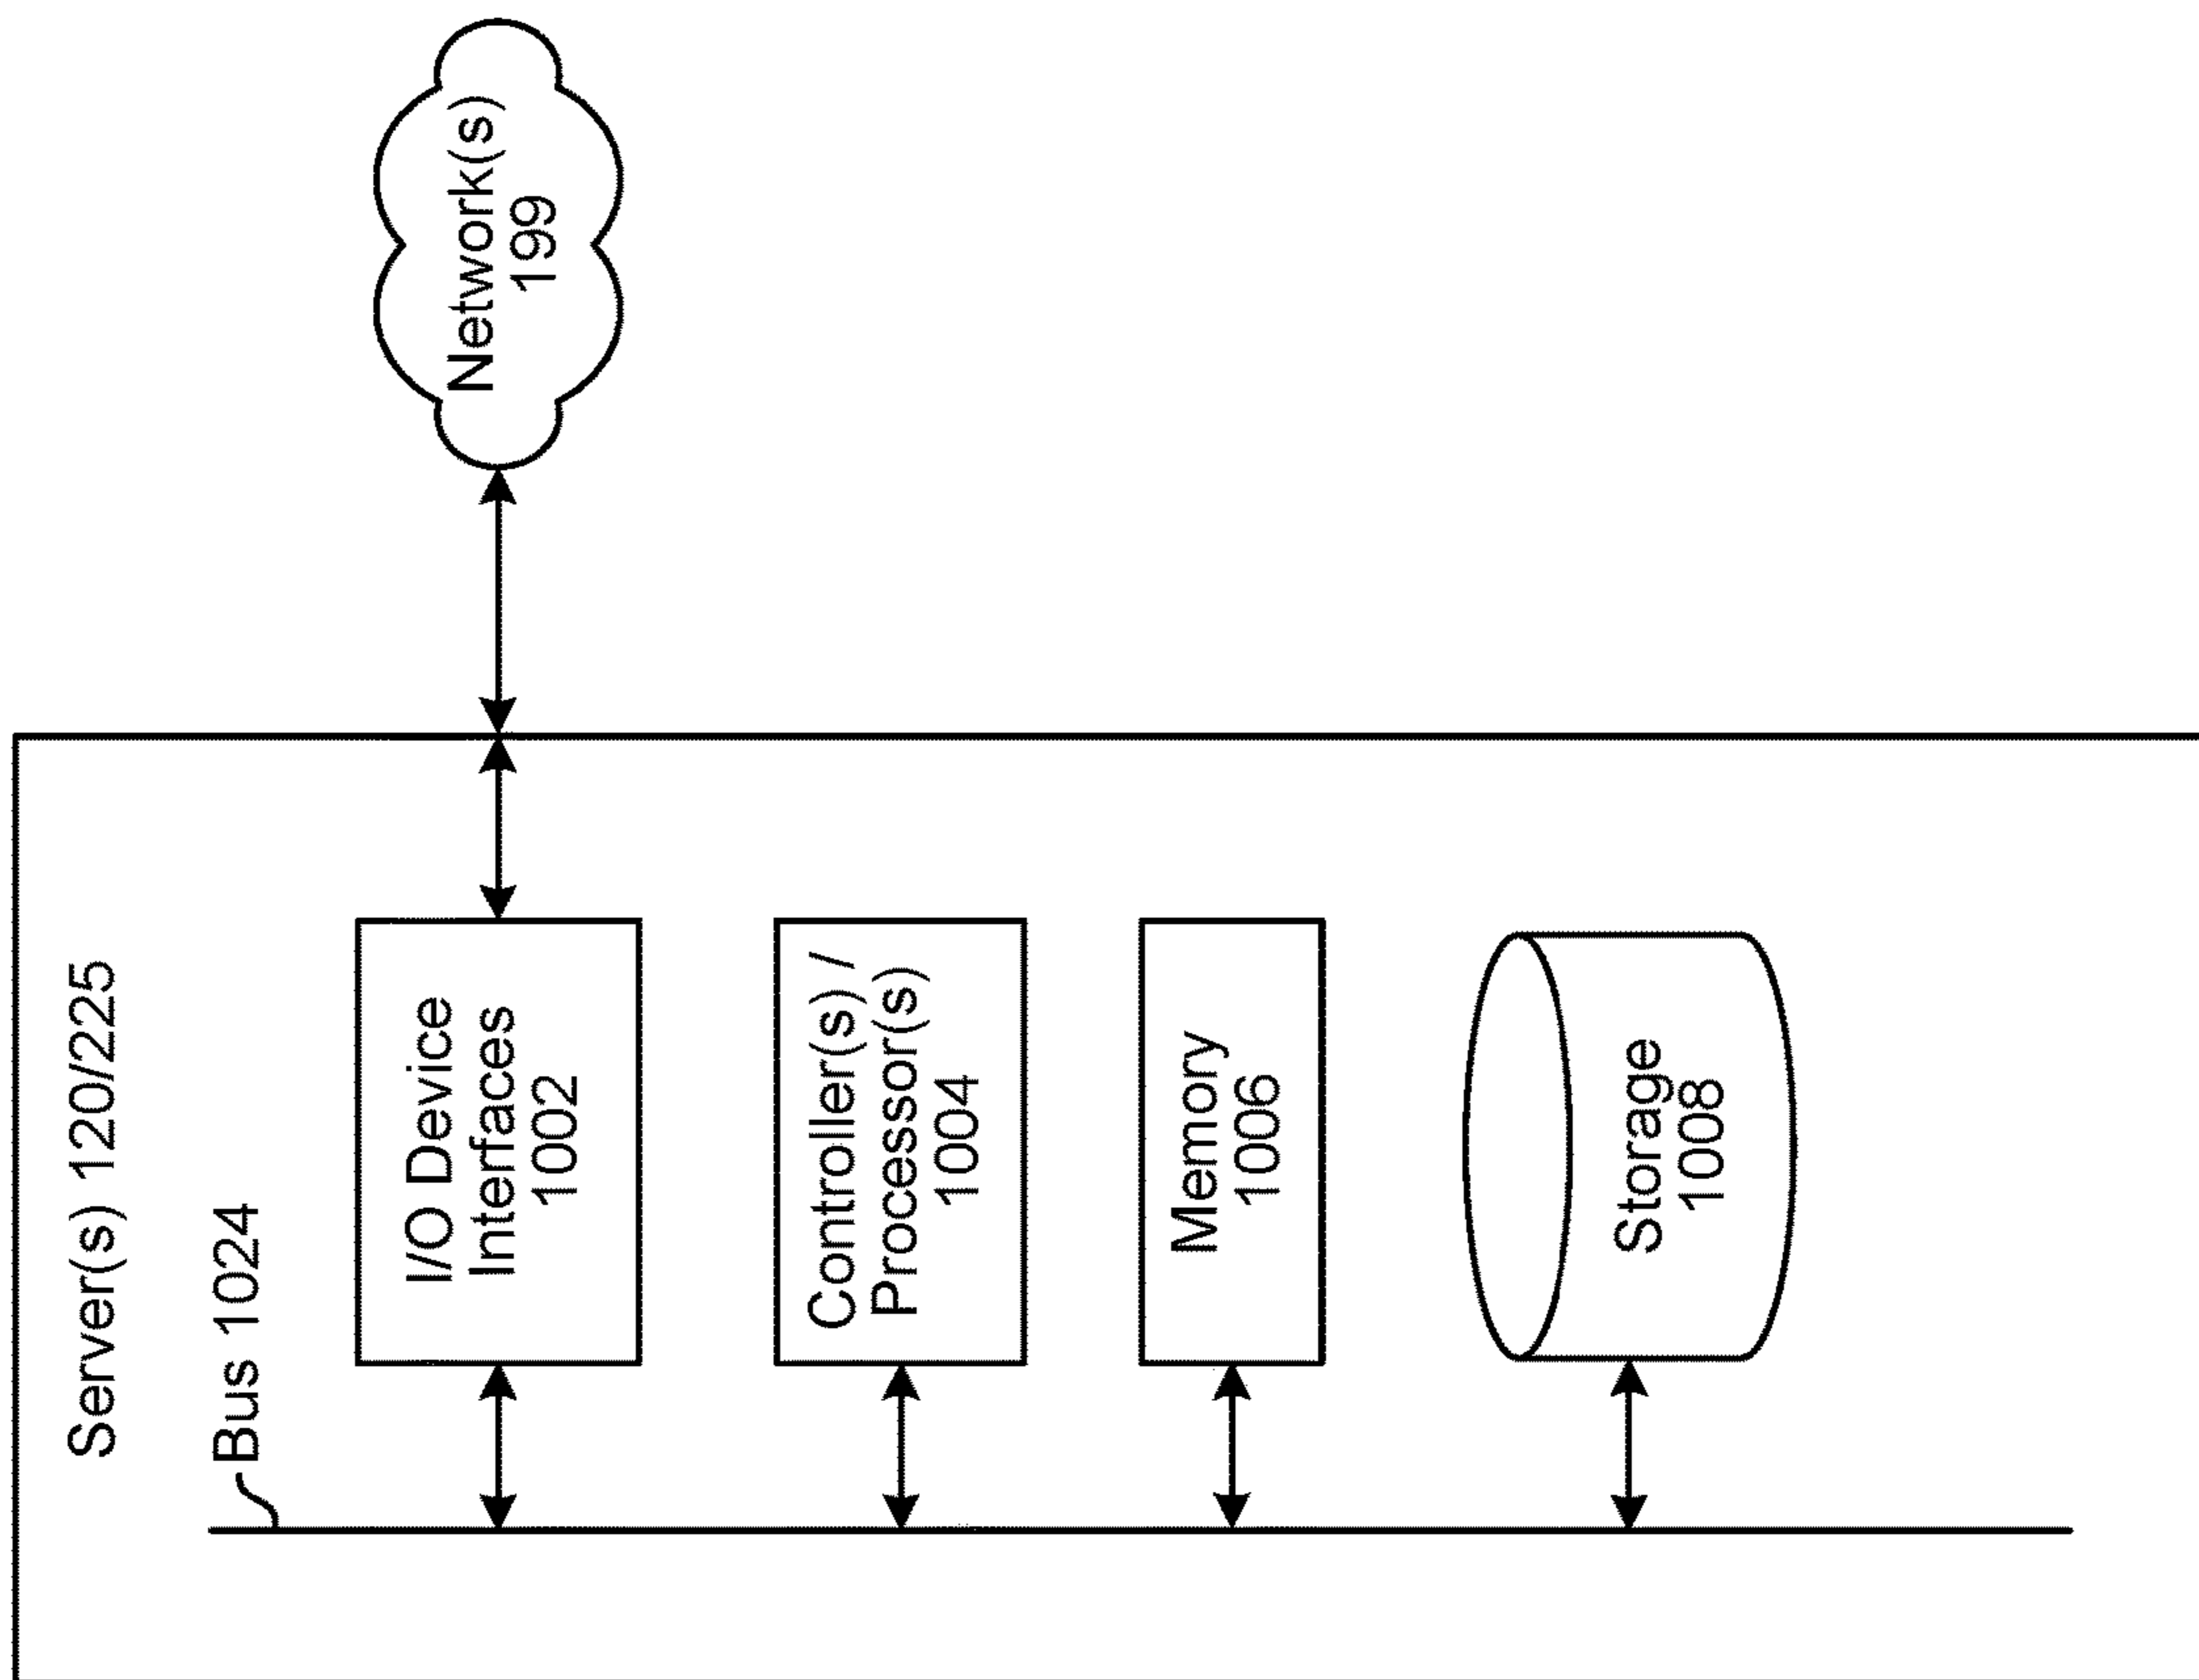 Server(s) 120/225
Bus 1024
I/O Device
Interfaces
1002
Network(s)
199
Controller(s) /
Processor(s)
1004
Memory
1006
Storage
1008